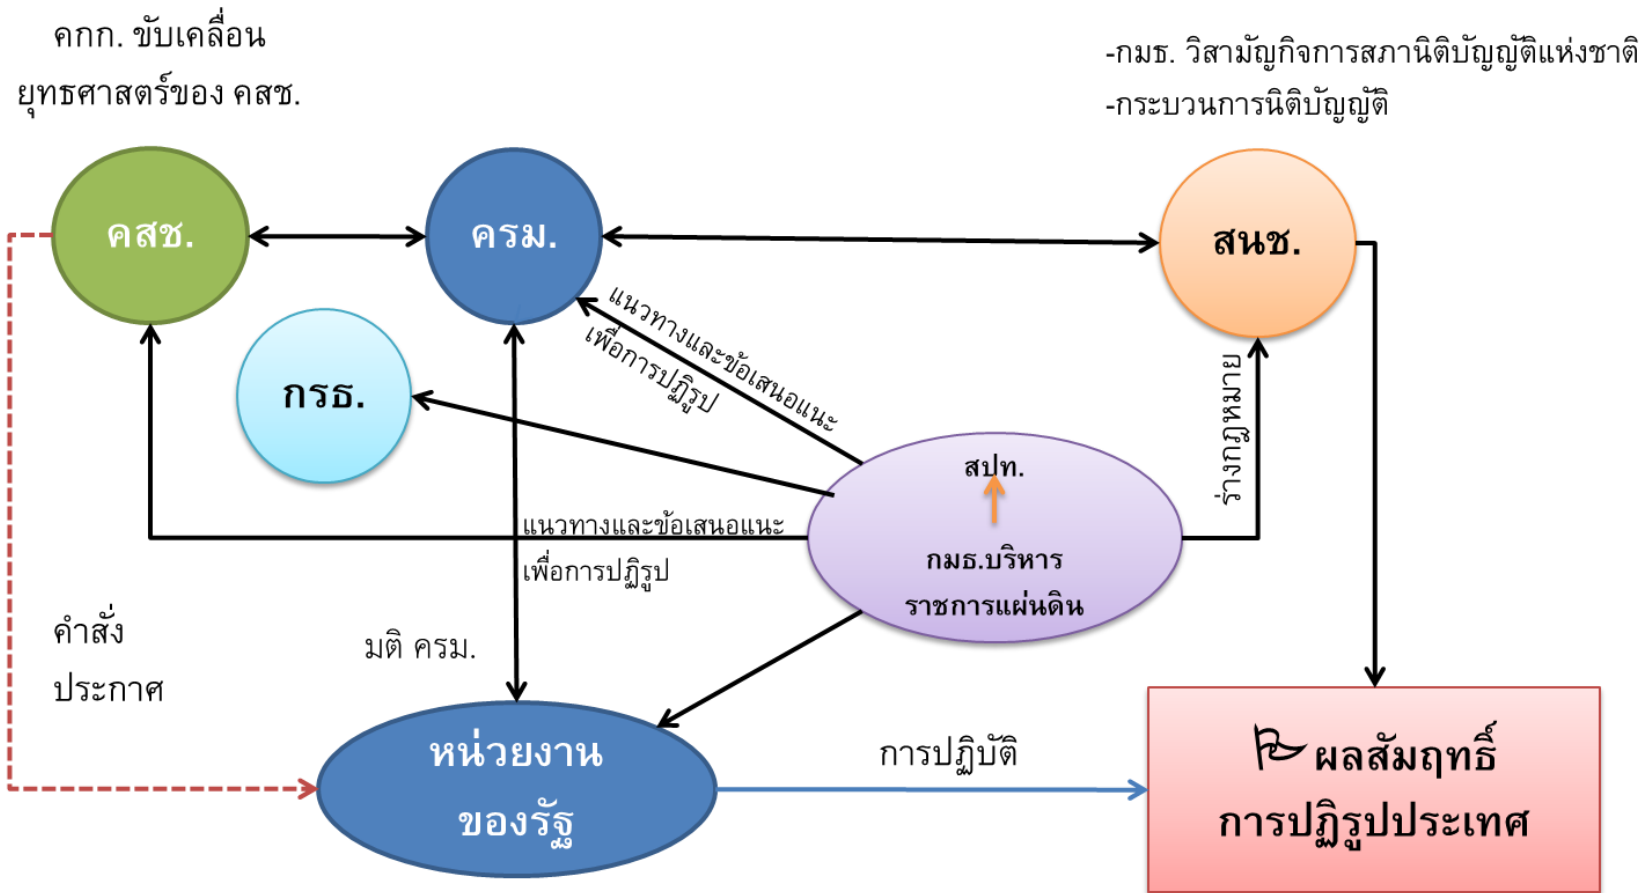 คกก. ขับเคลื่อน
ยุทธศาสตร์ของ คสช.
-กมธ. วิสามัญกิจการสภานิติบัญญัติแห่งชาติ
-กระบวนการนิติบัญญัติ
คสช.
ครม.
สนช.
แนวทางและข้อเสนอแนะ
เพื่อการปฏิรูป
กรธ.
ร่างกฎหมาย
สปท.
กมธ.บริหาร
ราชการแผ่นดิน
แนวทางและข้อเสนอแนะ
เพื่อการปฏิรูป
คำสั่ง
ประกาศ
มติ ครม.
หน่วยงาน
ของรัฐ
การปฏิบัติ
ผลสัมฤทธิ์
การปฏิรูปประเทศ